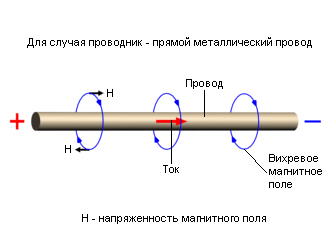 Для случая проводник - прямой металлический провод
H
Провод
+
–
H
Ток
Вихревое
магнитное
поле
H - напряженность магнитного поля